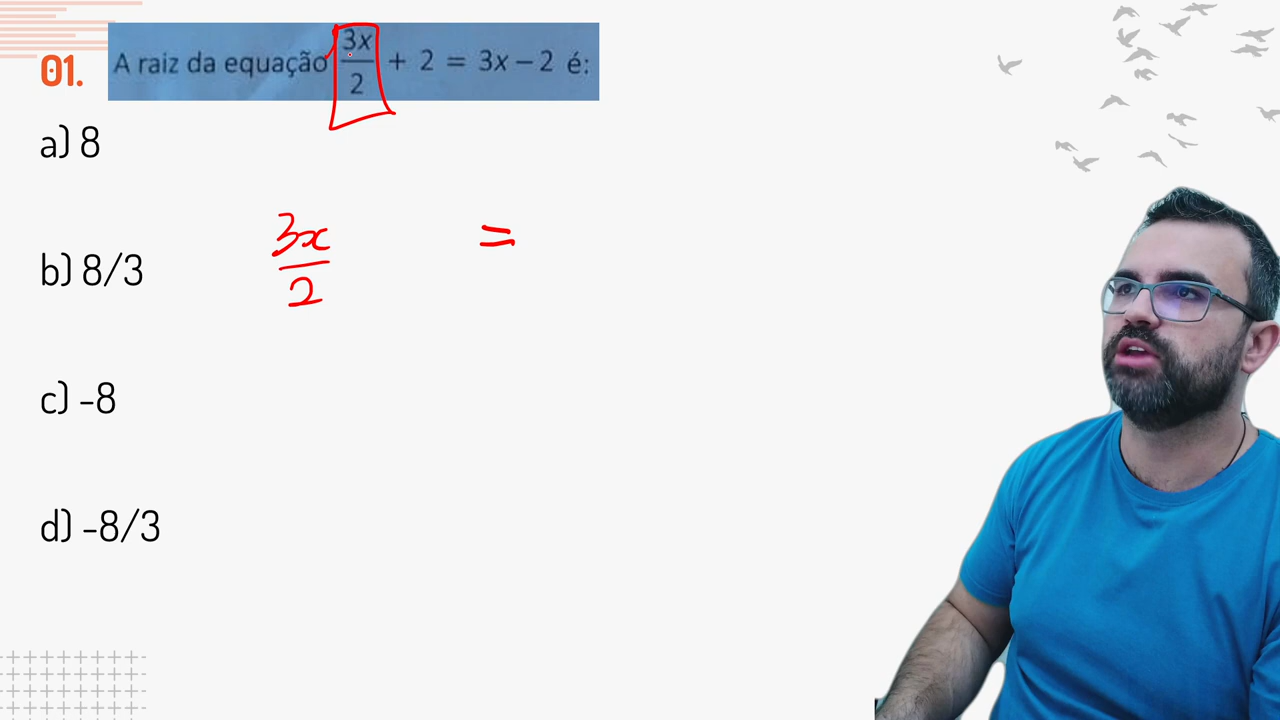 01. A raiz da equação 3x/2 + 2 = 3x – 2 é:
a) 8
3x/2 =
b) 8/3
c) -8
d) -8/3